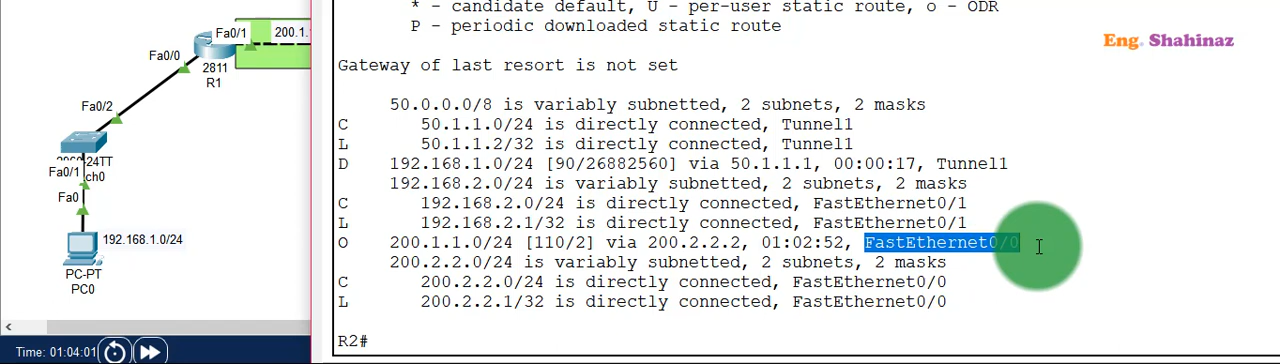 * - candidate default, U - per-user static route, o - ODR
P - periodic downloaded static route
Eng. Shahinaz
Gateway of last resort is not set
50.0.0.0/8 is variably subnetted, 2 subnets, 2 masks
C 50.1.1.0/24 is directly connected, Tunnel1
L 50.1.1.2/32 is directly connected, Tunnel1
D 192.168.1.0/24 [90/26882560] via 50.1.1.1, 00:00:17, Tunnel1
192.168.2.0/24 is variably subnetted, 2 subnets, 2 masks
C 192.168.2.0/24 is directly connected, FastEthernet0/1
L 192.168.2.1/32 is directly connected, FastEthernet0/1
O 200.1.1.0/24 [110/2] via 200.2.2.2, 01:02:52, FastEthernet0/0
200.2.2.0/24 is variably subnetted, 2 subnets, 2 masks
C 200.2.2.0/24 is directly connected, FastEthernet0/0
L 200.2.2.1/32 is directly connected, FastEthernet0/0
R2#
Fa0/1
200.1.1
Fa0/0
2811
R1
Fa0/2
24TT
ch0
Fa0/1
Fa0
192.168.1.0/24
PC-PT
PC0
Time: 01:04:01